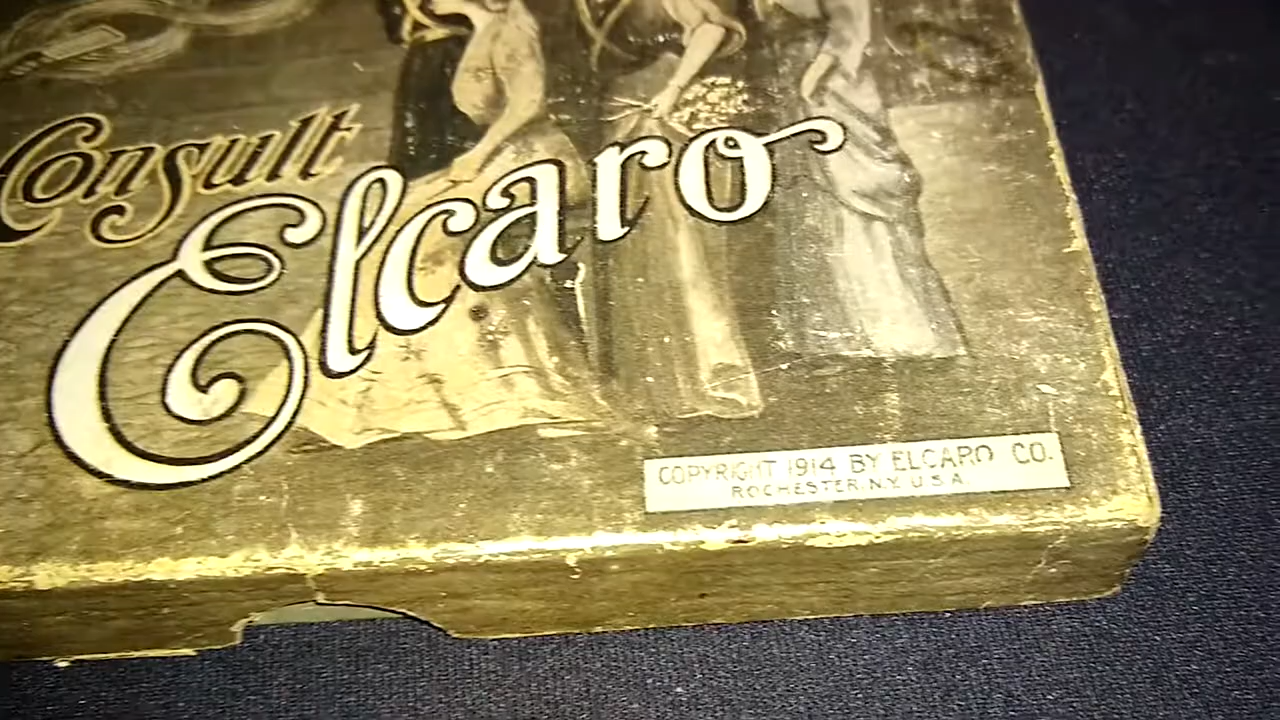 Consult
Elcaro
COPYRIGHT 1914 BY ELCARO CO.
ROCHESTER. N.Y. U.S.A.